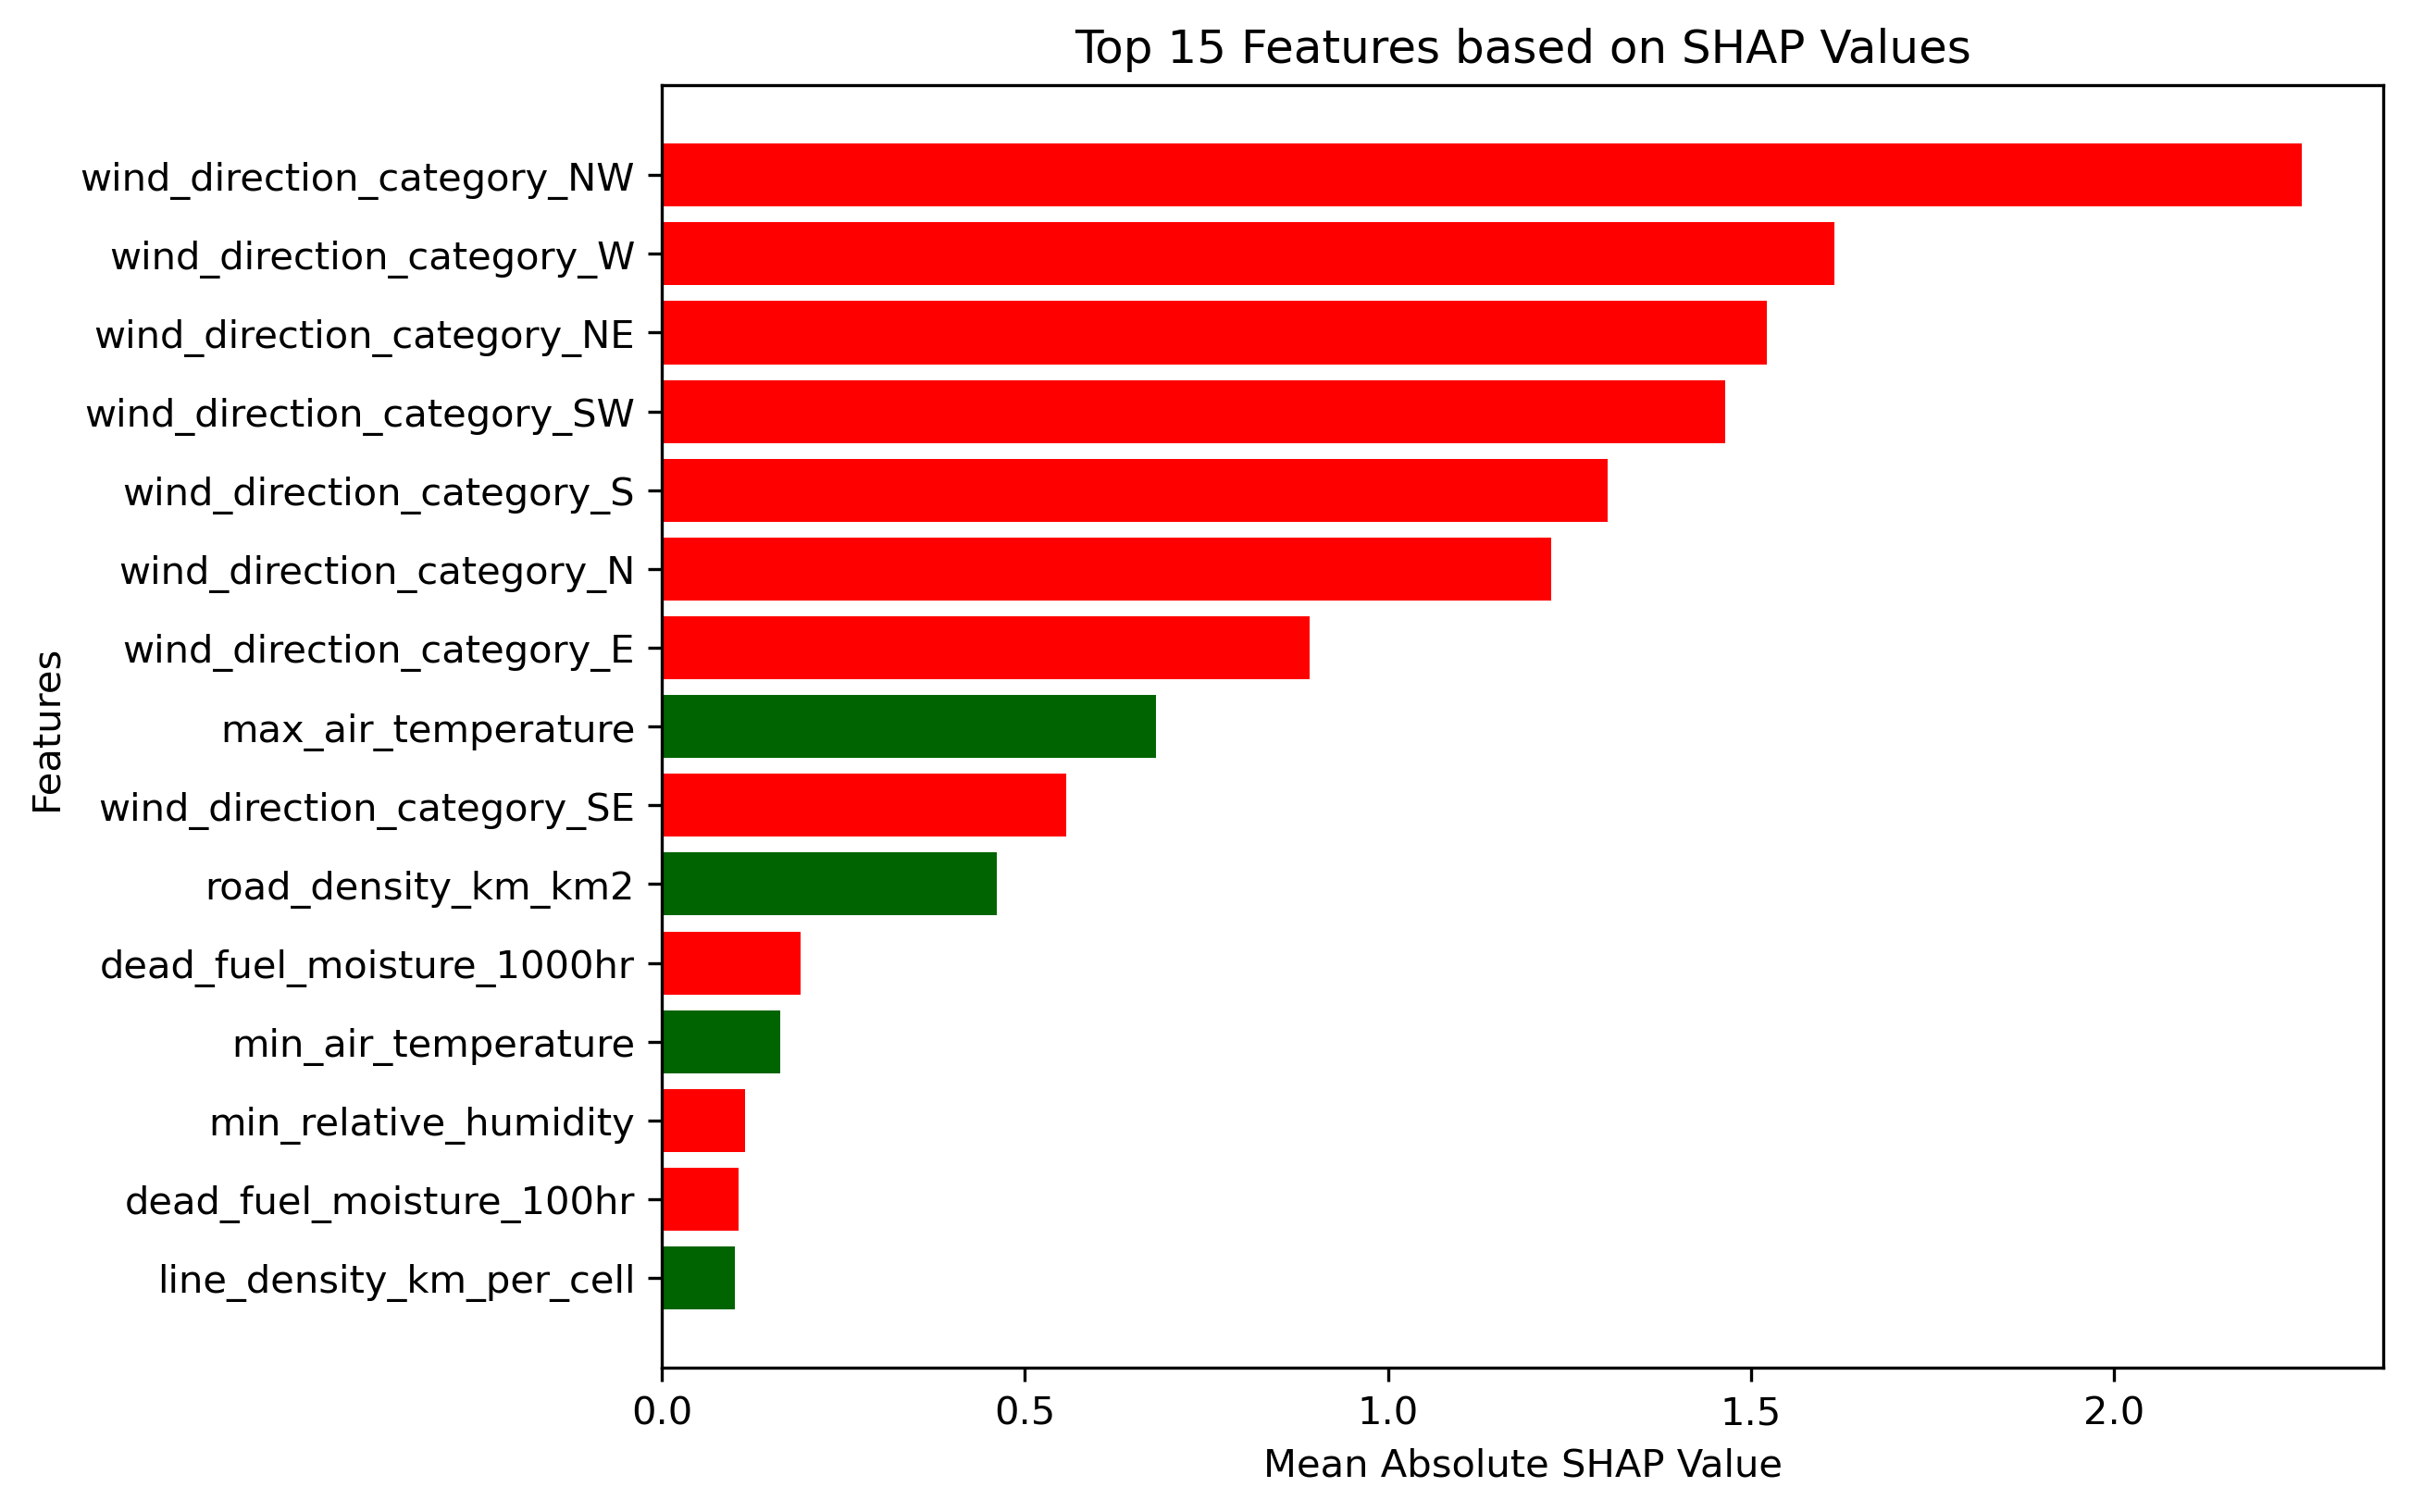 Top 15 Features based on SHAP Values
Features
wind_direction_category_NW
wind_direction_category_W
wind_direction_category_NE
wind_direction_category_SW
wind_direction_category_S
wind_direction_category_N
wind_direction_category_E
max_air_temperature
wind_direction_category_SE
road_density_km_km2
dead_fuel_moisture_1000hr
min_air_temperature
min_relative_humidity
dead_fuel_moisture_100hr
line_density_km_per_cell
0.0 0.5 1.0 1.5 2.0
Mean Absolute SHAP Value